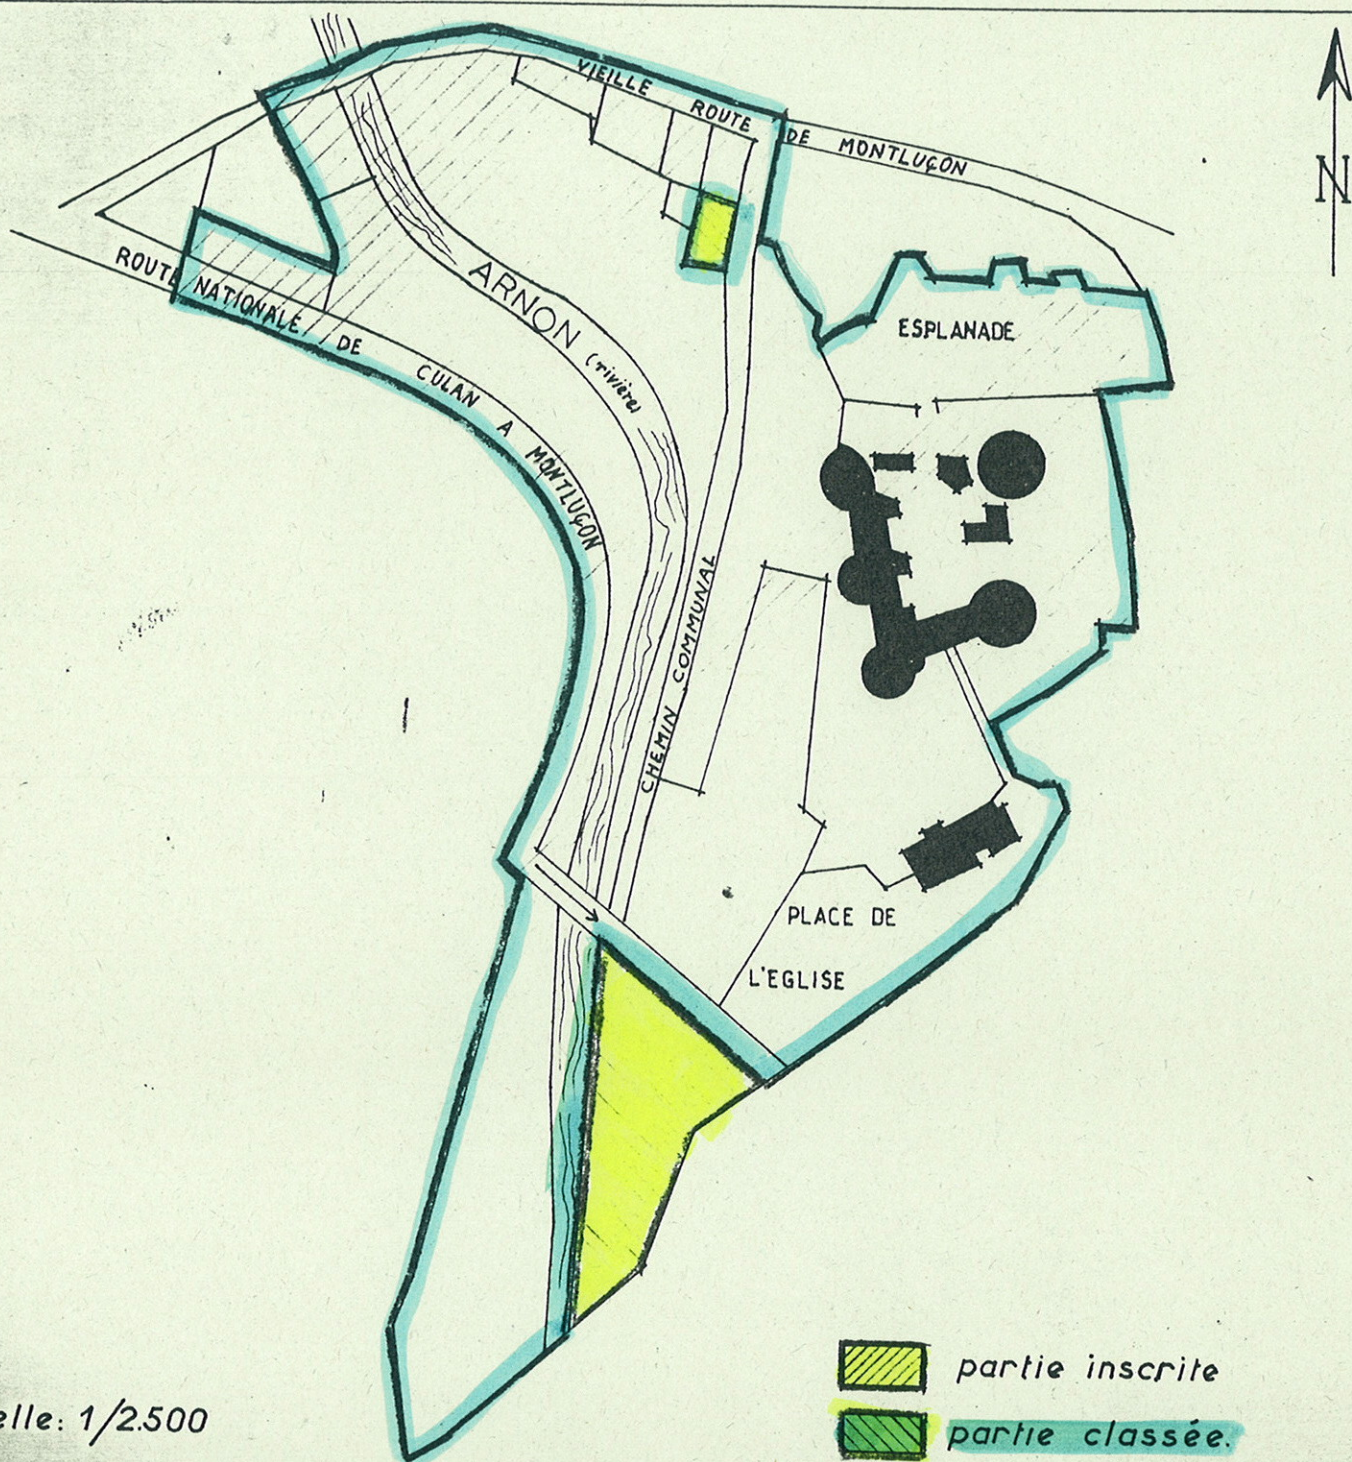 VIEILLE ROUTE DE MONTLUÇON
N
ROUTE NATIONALE DE CULAN A MONTLUÇON
ARNON (rivière)
ESPLANADE
CHEMIN COMMUNAL
PLACE DE
L'EGLISE
partie inscrite
elle: 1/2.500
partie classée.